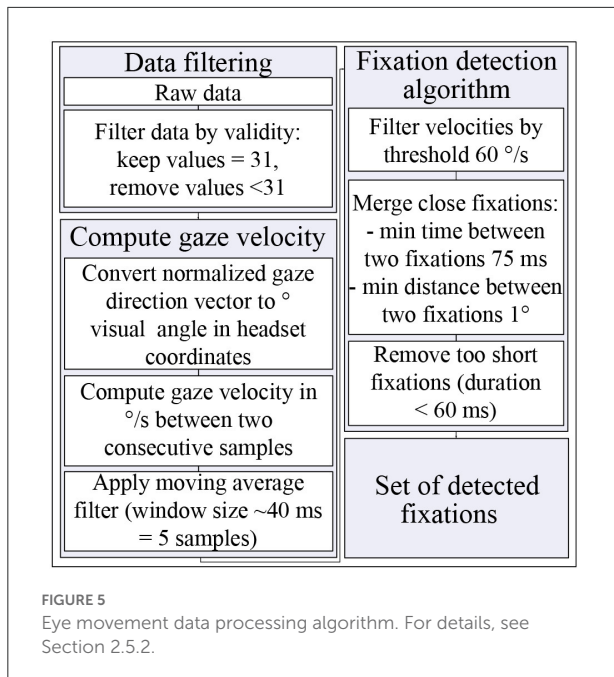 Data filtering
Raw data
Filter data by validity:
keep values = 31,
remove values <31
Compute gaze velocity
Convert normalized gaze
direction vector to °
visual angle in headset
coordinates
Compute gaze velocity in
°/s between two
consecutive samples
Apply moving average
filter (window size ~40 ms
= 5 samples)
Fixation detection
algorithm
Filter velocities by
threshold 60 °/s
Merge close fixations:
- min time between
two fixations 75 ms
- min distance between
two fixations 1°
Remove too short
fixations (duration
< 60 ms)
Set of detected
fixations
FIGURE 5
Eye movement data processing algorithm. For details, see
Section 2.5.2.